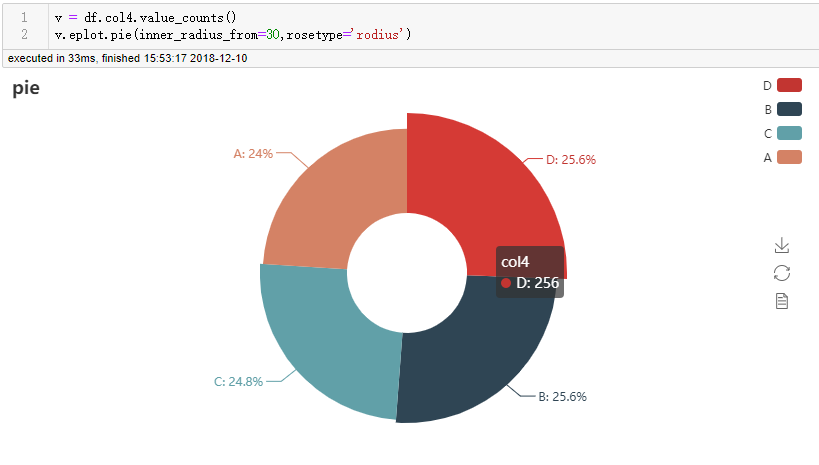 1 v = df.col4.value_counts()
2 v.eplot.pie(inner_radius_from=30,rosetype='rodius')
executed in 33ms, finished 15:53:17 2018-12-10
pie
D
B
C
A
A: 24%
D: 25.6%
col4
D: 256
C: 24.8%
B: 25.6%